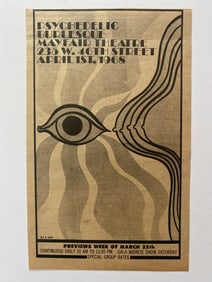 PSYCHEDELIC
BURLESQUE
MAYFAIR THEATRE
235 W. 46TH STREET
APRIL 1ST, 1968
PREVIEWS WEEK OF MARCH 25th
CONTINUOUS DAILY 10 AM TO 11:30 PM GALA MIDNITE SHOW SATURDAY
SPECIAL GROUP RATES